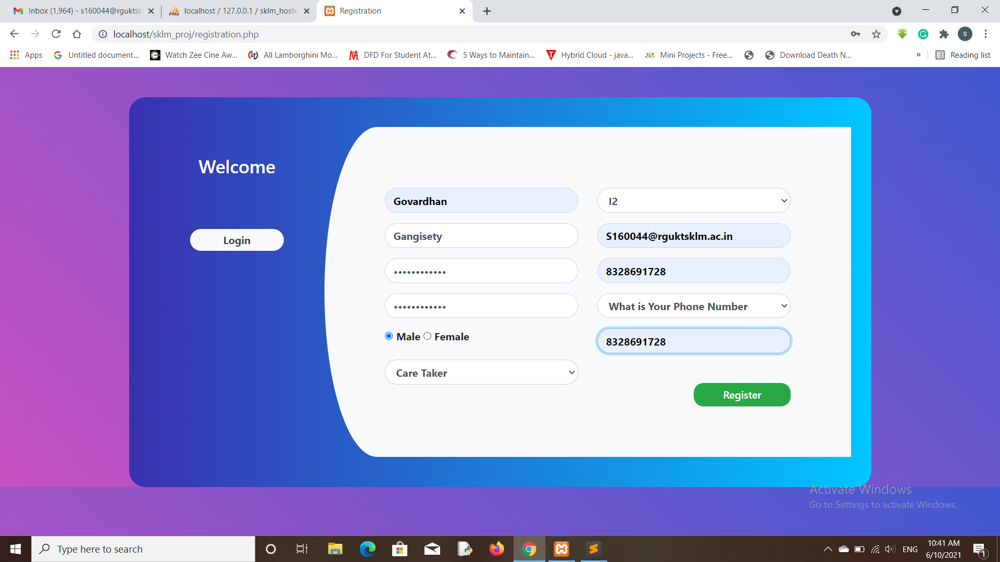 Inbox (1,964) - s160044@rguktsk
localhost / 127.0.0.1 / sklm_hoste
Registration
localhost/sklm_proj/registration.php
S
Apps
Untitled document...
Watch Zee Cine Aw...
All Lamborghini Mo...
DFD For Student At...
5 Ways to Maintain...
Hybrid Cloud - java...
Mini Projects - Free...
Download Death N...
»
Reading list
Welcome
Login
Govardhan
I2
Gangisety
S160044@rguktsklm.ac.in
8328691728
What is Your Phone Number
Male
Female
8328691728
Care Taker
Register
Activate Windows
Go to Settings to activate Windows.
Type here to search
ENG
10:41 AM
6/10/2021
1